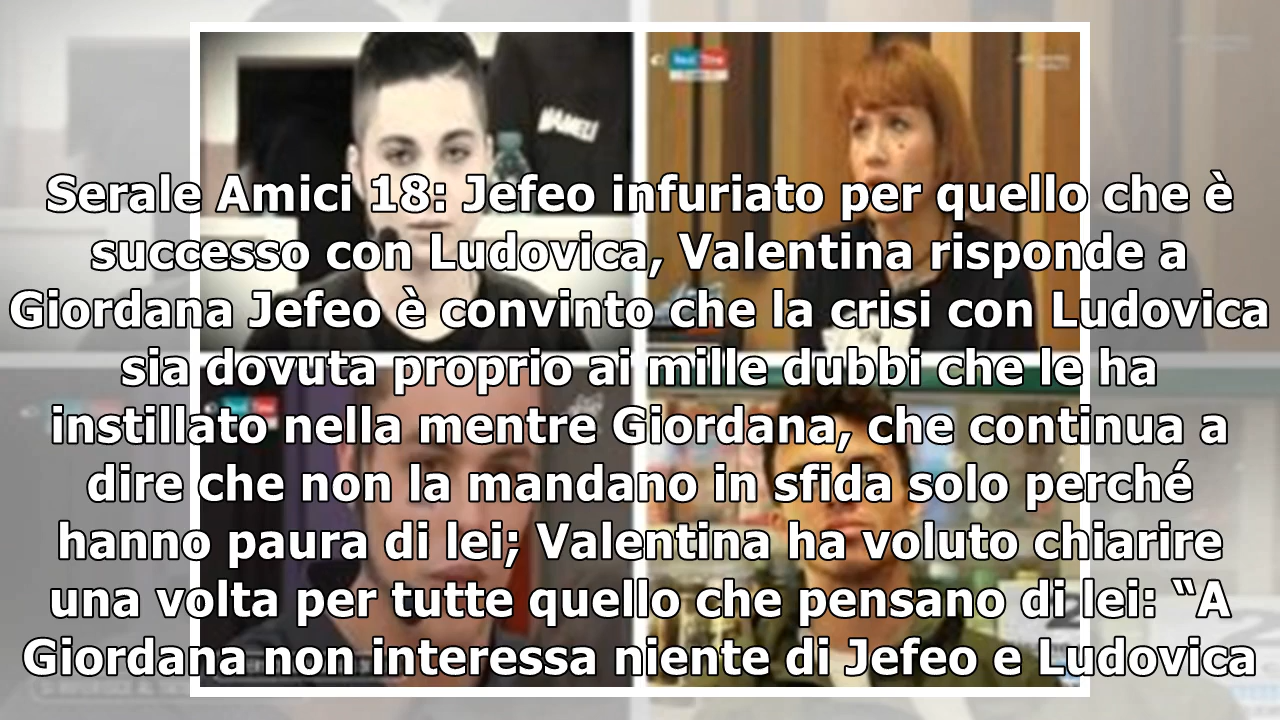 Serale Amici 18: Jefeo infuriato per quello che è
successo con Ludovica, Valentina risponde a
Giordana Jefeo è convinto che la crisi con Ludovica
sia dovuta proprio ai mille dubbi che le ha
instillato nella mentre Giordana, che continua a
dire che non la mandano in sfida solo perché
hanno paura di lei; Valentina ha voluto chiarire
una volta per tutte quello che pensano di lei: “A
Giordana non interessa niente di Jefeo e Ludovica